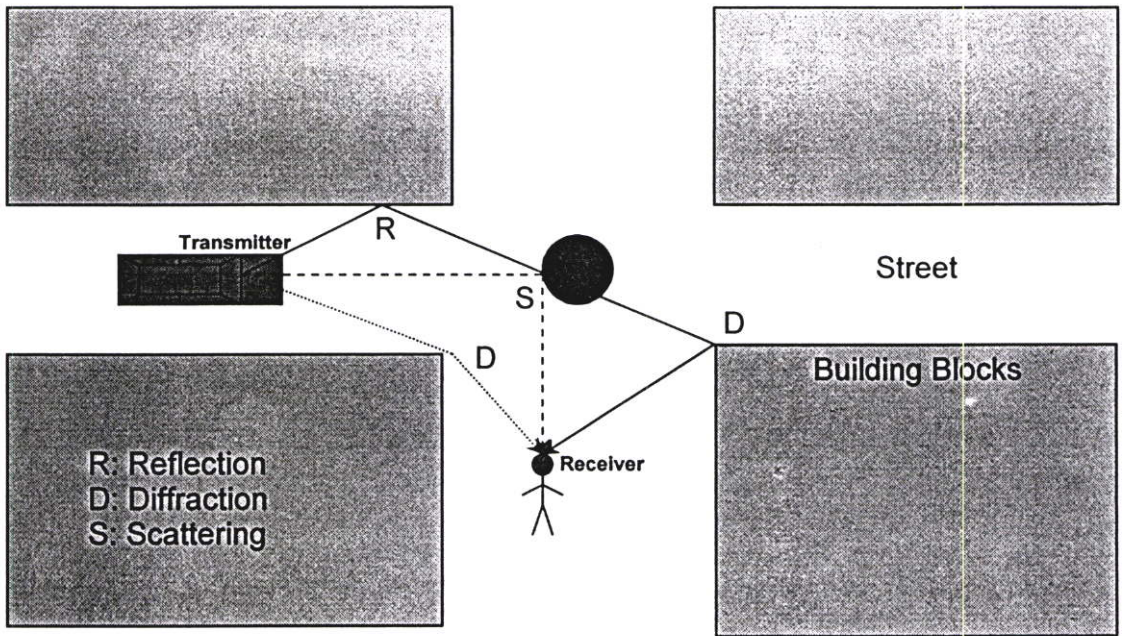 R
Transmitter
Street
S
D
D
Building Blocks
R: Reflection
D: Diffraction
S: Scattering
Receiver